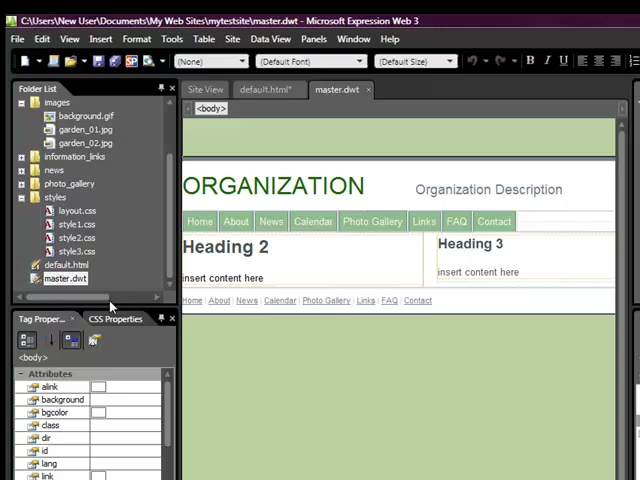 C:\Users\New User\Documents\My Web Sites\mytestsite\master.dwt - Microsoft Expression Web 3
File Edit View Insert Format Tools Table Site Data View Panels Window Help
(None) (Default Font) (Default Size) B I U
Folder List
Site View default.html* master.dwt
<body>
images
background.gif
garden_01.jpg
garden_02.jpg
information_links
news
photo_gallery
styles
layout.css
style1.css
style2.css
style3.css
default.html
master.dwt
ORGANIZATION Organization Description
Home About News Calendar Photo Gallery Links FAQ Contact
Heading 2 Heading 3
insert content here insert content here
Home | About | News | Calendar | Photo Gallery | Links | FAQ | Contact
Tag Proper... CSS Properties
<body>
Attributes
alink
background
bgcolor
class
dir
id
lang
link